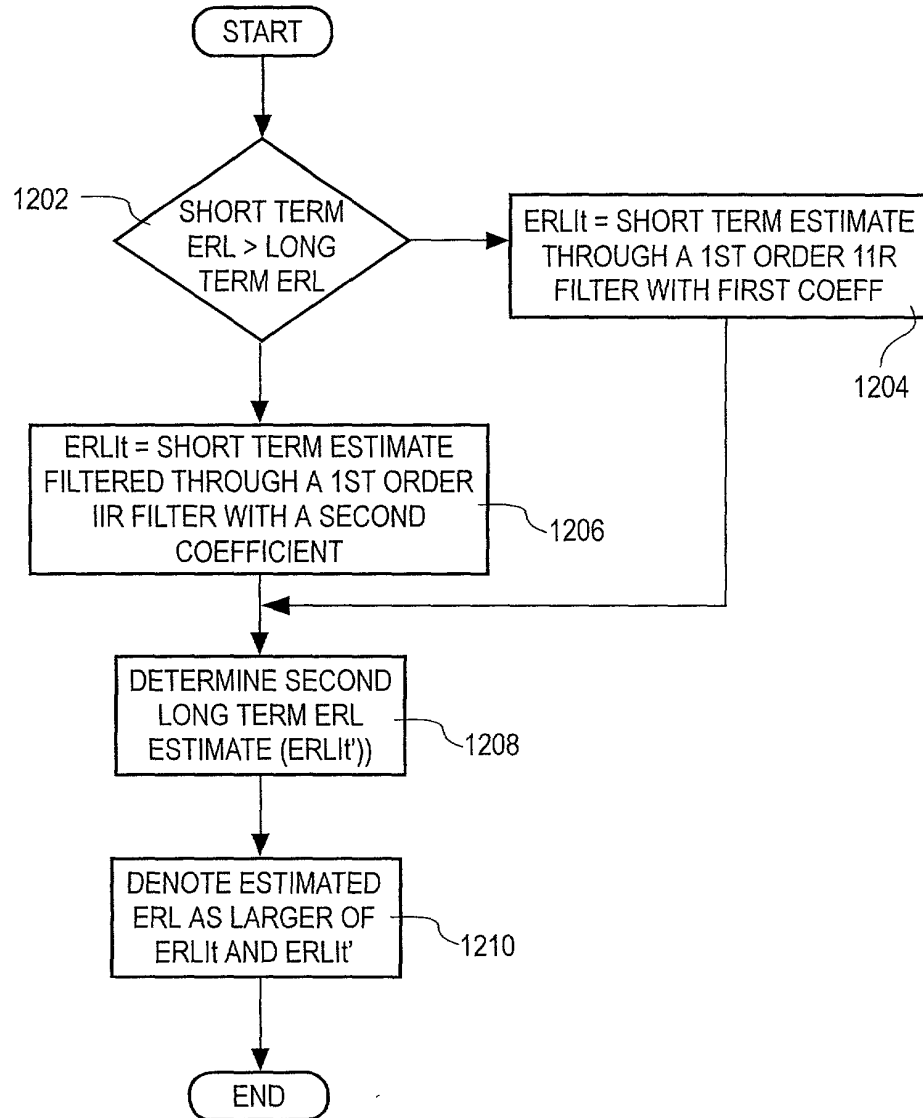 START
1202
SHORT TERM
ERL > LONG
TERM ERL
ERLlt = SHORT TERM ESTIMATE
THROUGH A 1ST ORDER 11R
FILTER WITH FIRST COEFF
1204
ERLlt = SHORT TERM ESTIMATE
FILTERED THROUGH A 1ST ORDER
IIR FILTER WITH A SECOND
COEFFICIENT
1206
DETERMINE SECOND
LONG TERM ERL
ESTIMATE (ERLlt'))
1208
DENOTE ESTIMATED
ERL AS LARGER OF
ERLlt AND ERLlt'
1210
END